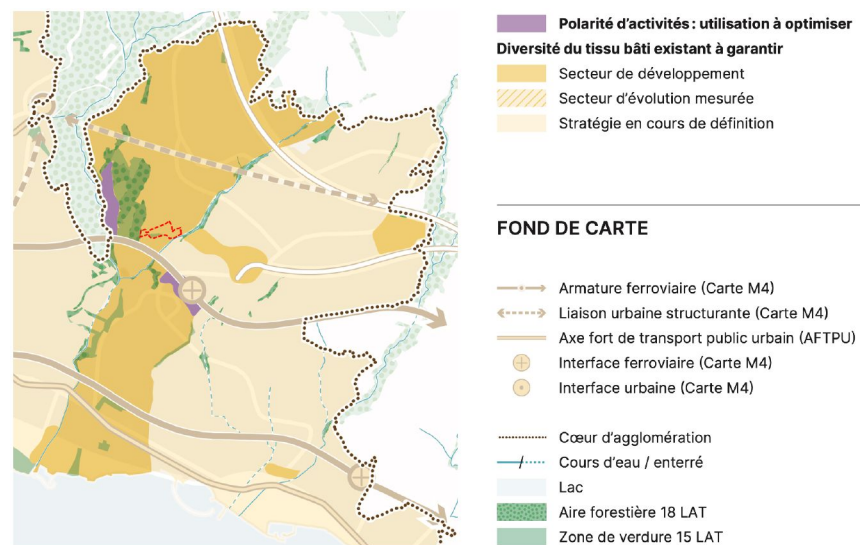 Polarité d'activités : utilisation à optimiser
Diversité du tissu bâti existant à garantir
Secteur de développement
Secteur d'évolution mesurée
Stratégie en cours de définition
FOND DE CARTE
Armature ferroviaire (Carte M4)
Liaison urbaine structurante (Carte M4)
Axe fort de transport public urbain (AFTPU)
Interface ferroviaire (Carte M4)
Interface urbaine (Carte M4)
Cœur d'agglomération
Cours d'eau / enterré
Lac
Aire forestière 18 LAT
Zone de verdure 15 LAT